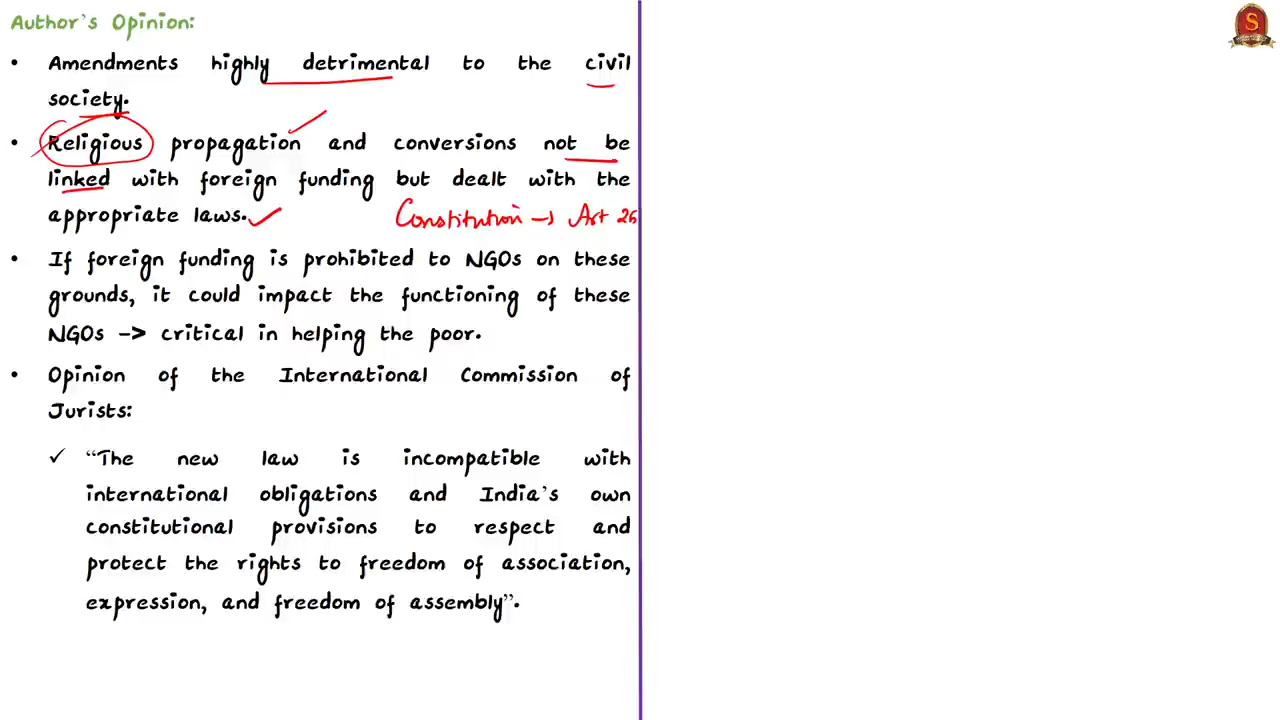 Author's Opinion:
• Amendments highly detrimental to the civil
society.
• Religious propagation and conversions not be
linked with foreign funding but dealt with the
appropriate laws.
Constitution → Art 25
• If foreign funding is prohibited to NGOs on these
grounds, it could impact the functioning of these
NGOs -> critical in helping the poor.
• Opinion of the International Commission of
Jurists:
✓ “The new law is incompatible with
international obligations and India's own
constitutional provisions to respect and
protect the rights to freedom of association,
expression, and freedom of assembly”.
S